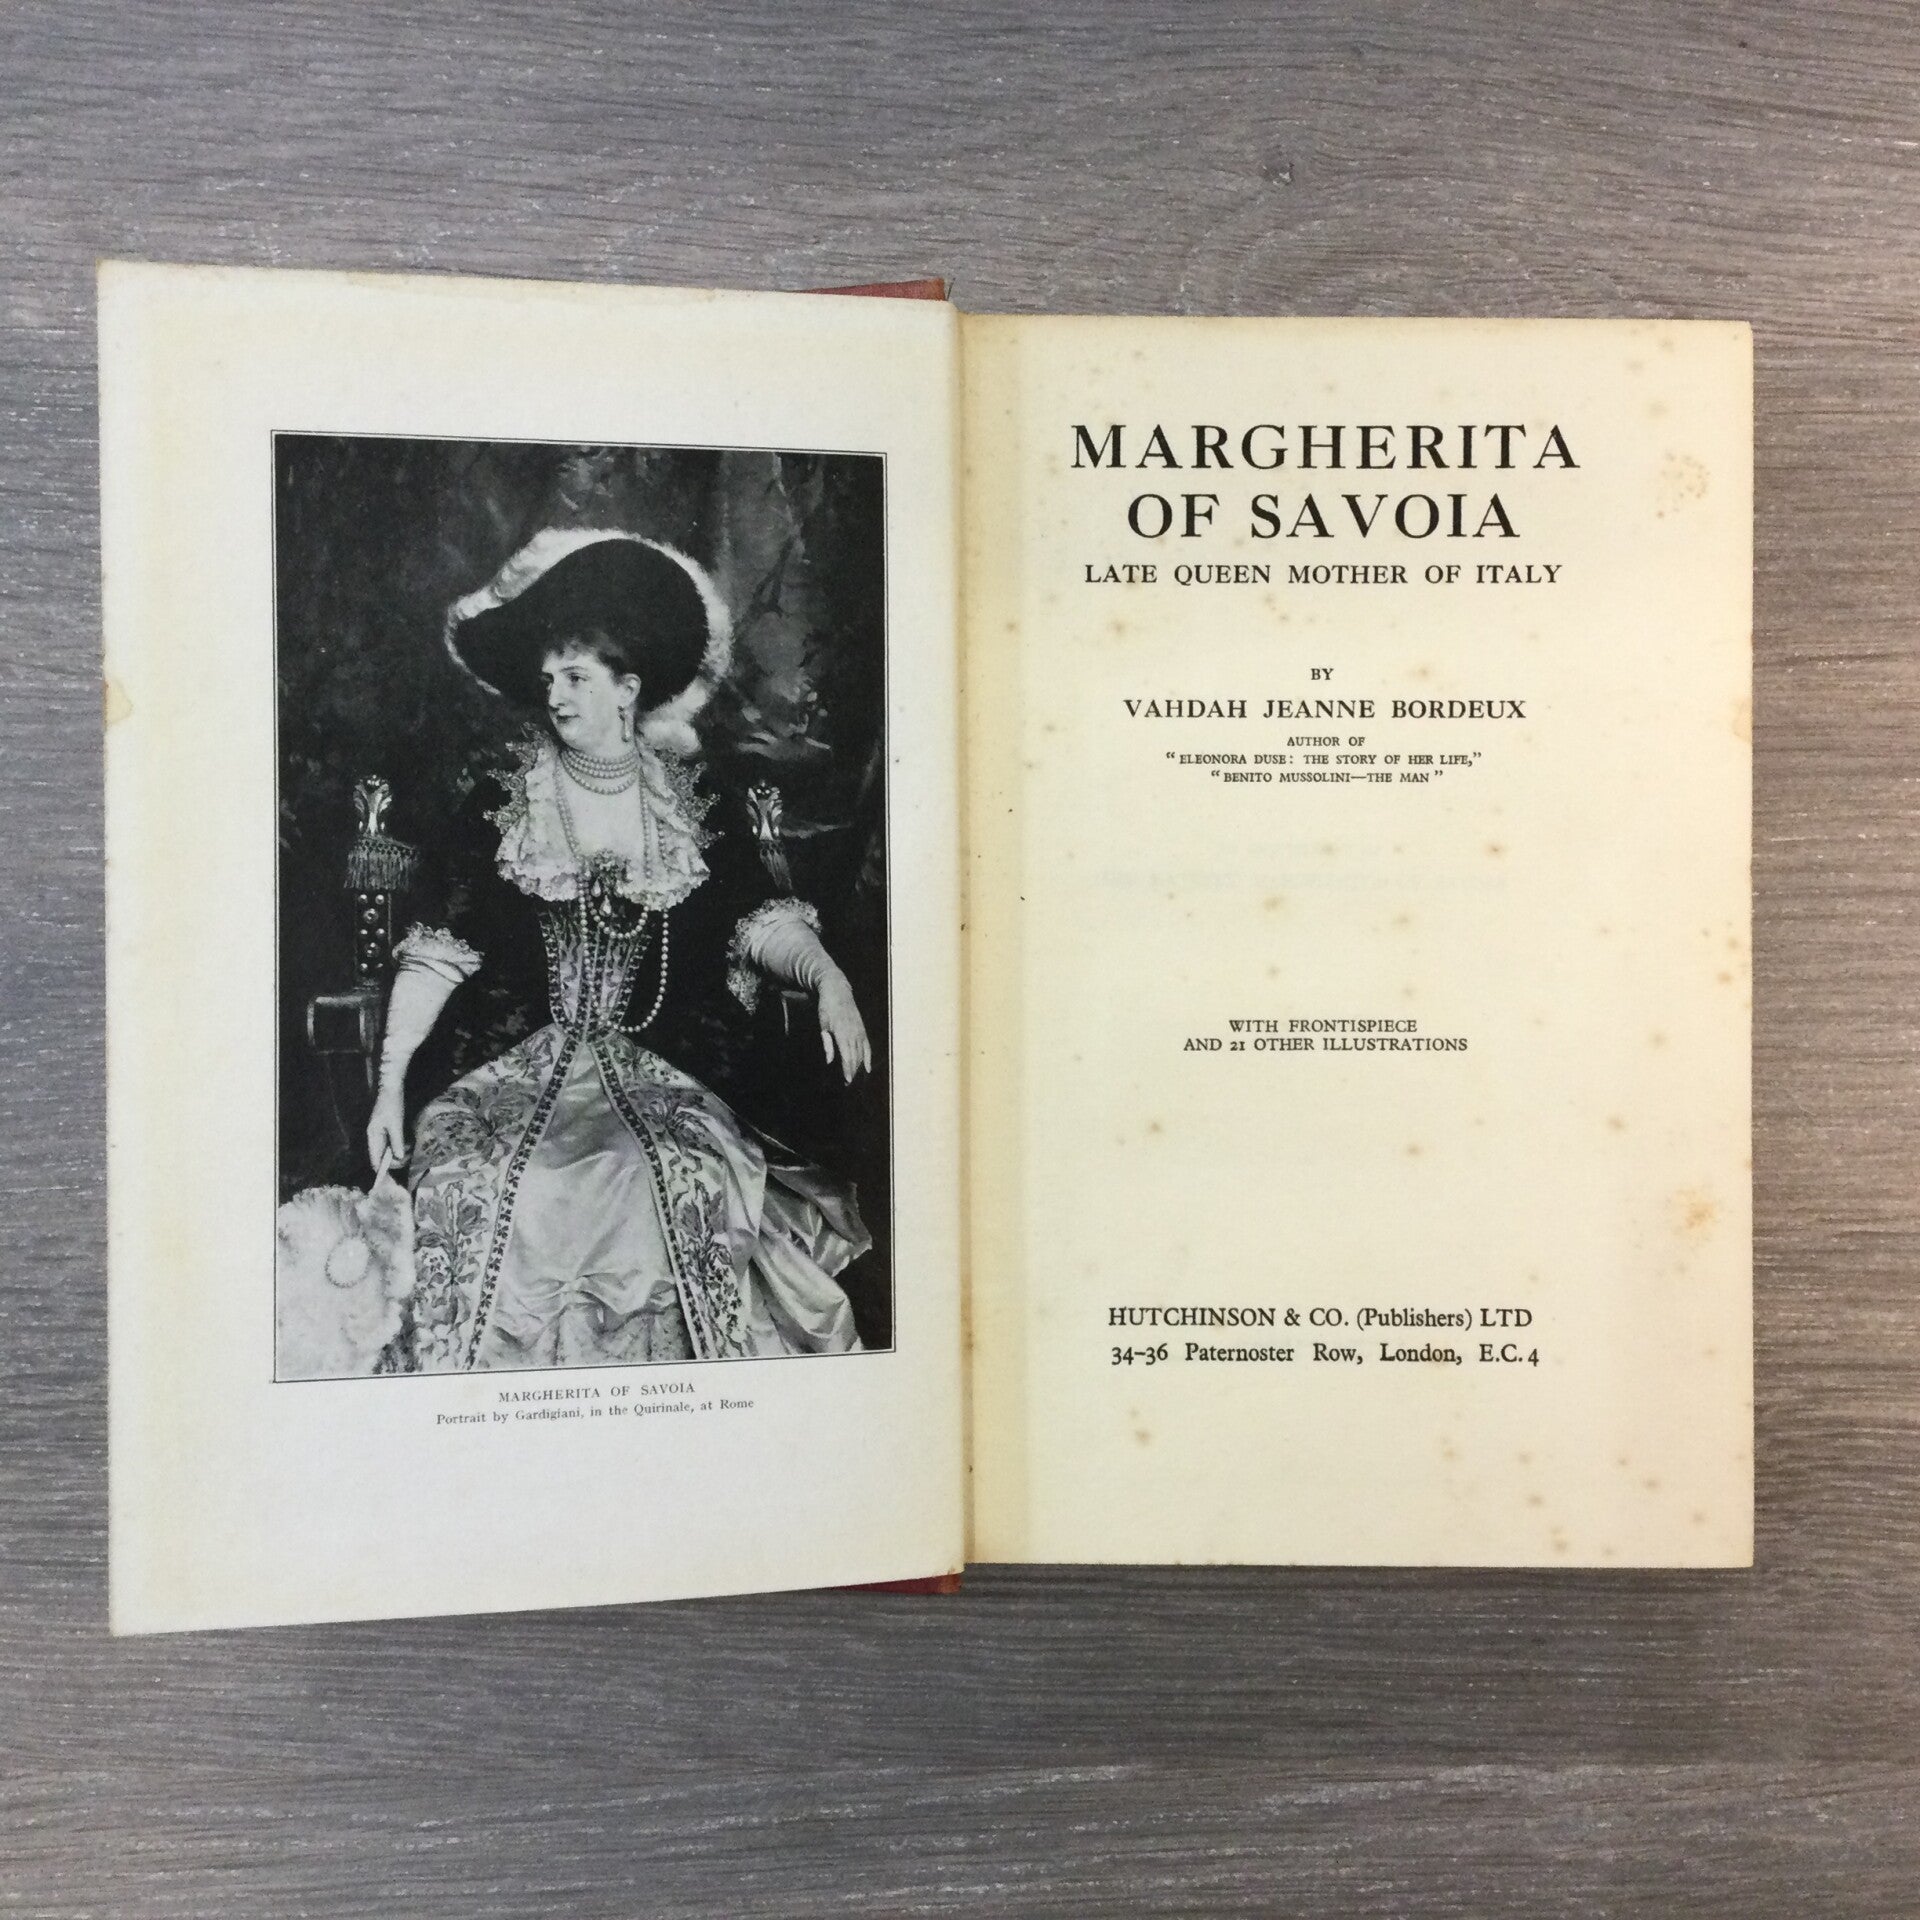 MARGHERITA OF SAVOIA
Portrait by Gardigiani, in the Quirinale, at Rome
MARGHERITA
OF SAVOIA
LATE QUEEN MOTHER OF ITALY
BY
VAHDAH JEANNE BORDEUX
AUTHOR OF
“ ELEONORA DUSE: THE STORY OF HER LIFE,”
“ BENITO MUSSOLINI—THE MAN ”
WITH FRONTISPIECE
AND 21 OTHER ILLUSTRATIONS
HUTCHINSON & CO. (Publishers) LTD
34-36 Paternoster Row, London, E.C. 4